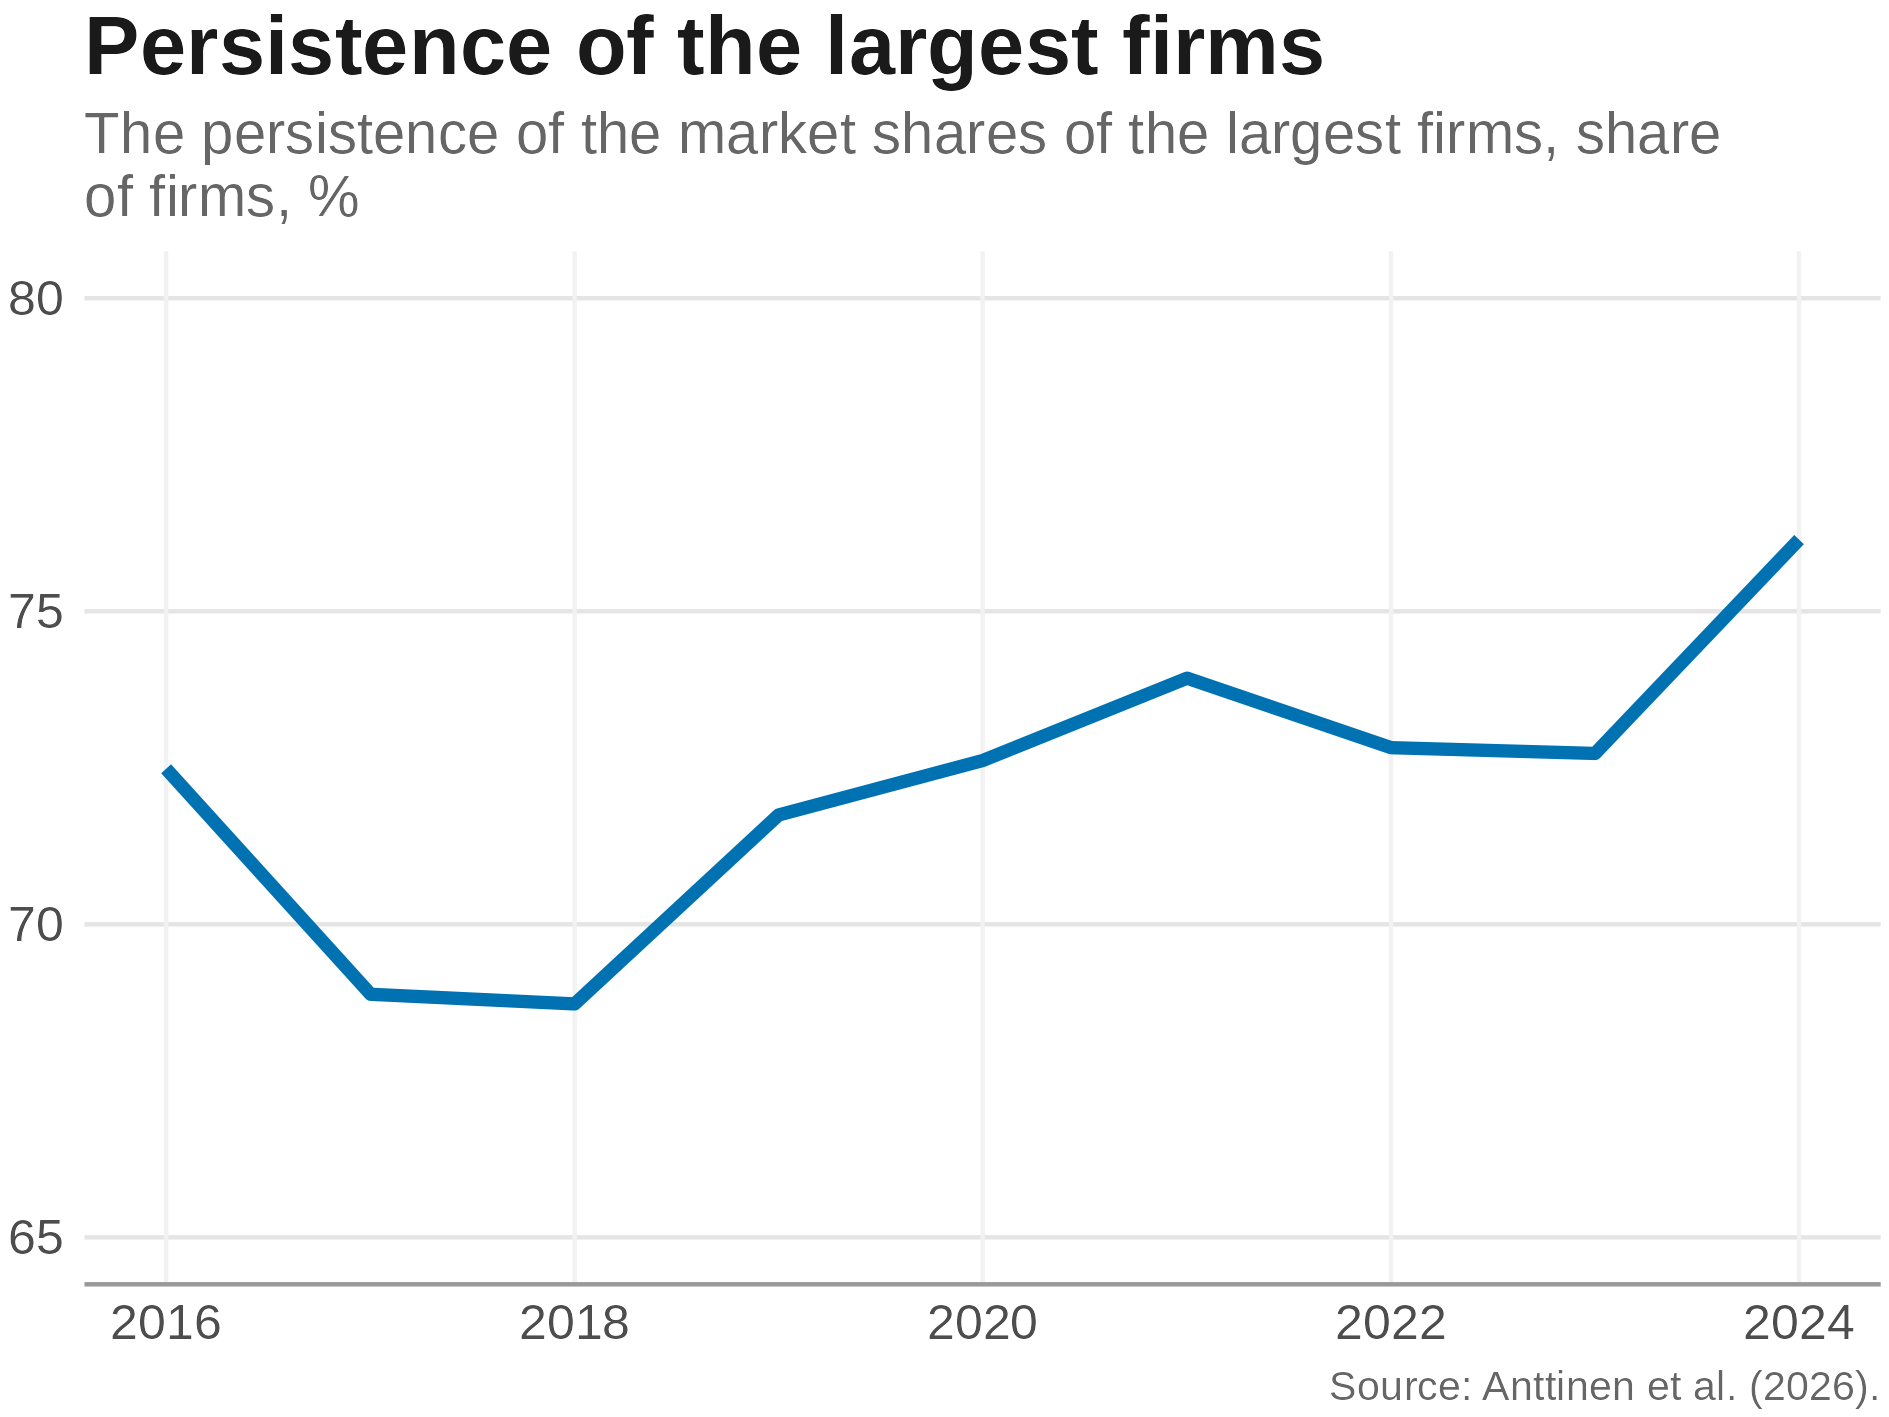 Persistence of the largest firms
The persistence of the market shares of the largest firms, share
of firms, %
80
75
70
65
2016
2018
2020
2022
2024
Source: Anttinen et al. (2026).